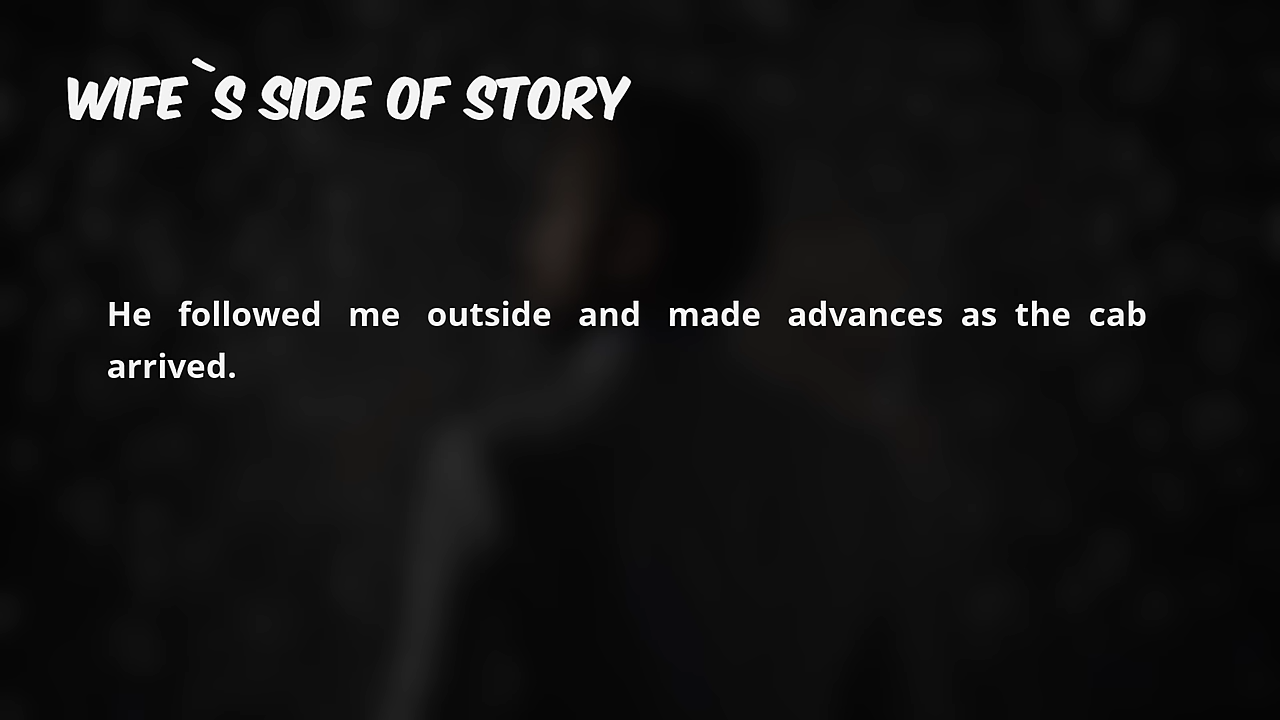 WIFE`S SIDE OF STORY
He followed me outside and made advances as the cab
arrived.